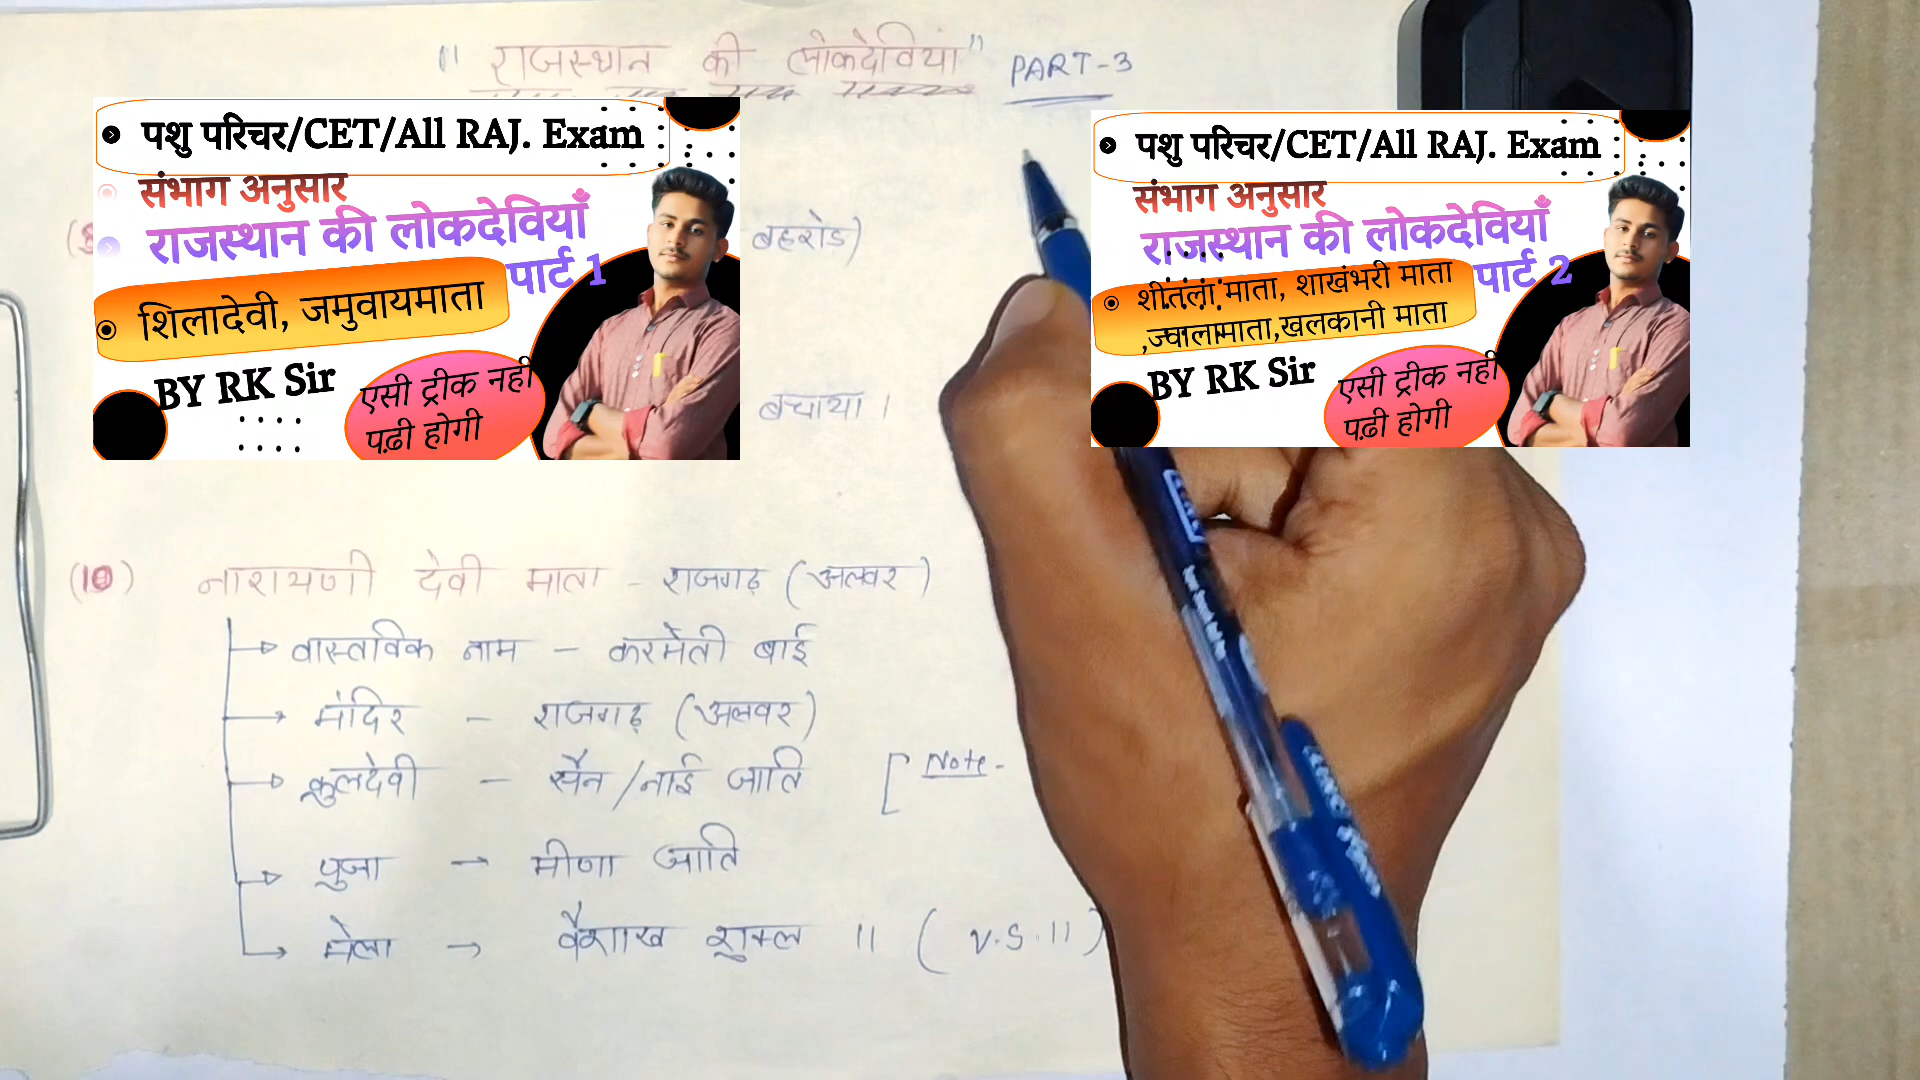 " राजस्थान की लोकदेवियां" PART-3
पशु परिचर/CET/All RAJ. Exam
संभाग अनुसार
राजस्थान की लोकदेवियाँ
पार्ट 1
शिलादेवी, जमुवायमाता
BY RK Sir
एसी ट्रीक नही
पढ़ी होगी
पशु परिचर/CET/All RAJ. Exam
संभाग अनुसार
राजस्थान की लोकदेवियाँ
पार्ट 2
शीतला माता, शाखंभरी माता
,ज्वालामाता,खलकानी माता
BY RK Sir
एसी ट्रीक नही
पढ़ी होगी
बहरोड़)
बचाया।
(10) नारायणी देवी माता - राजगढ़ (अलवर)
वास्तविक नाम - करमेती बाई
मंदिर - राजगढ़ (अलवर)
कुलदेवी - सैन/नाई जाति [ Note-
पुजा → मीणा जाति
मेला → वैशाख शुक्ल 11 ( V.S.11)